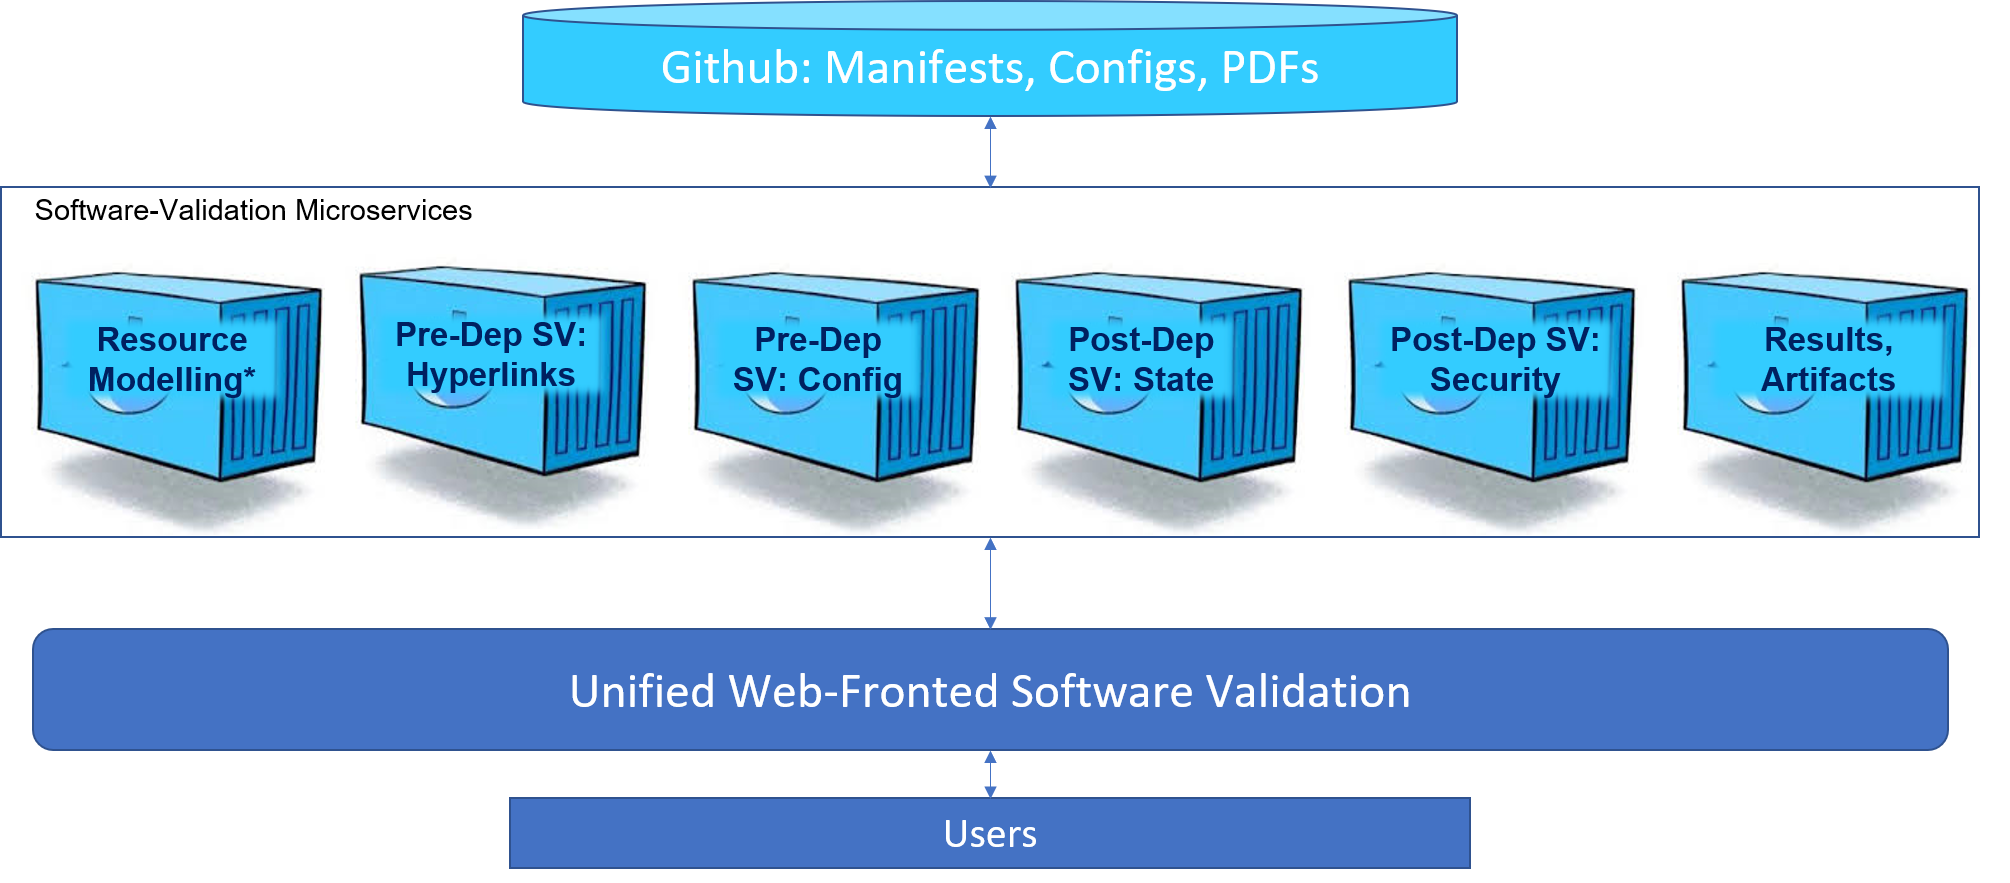 Github: Manifests, Configs, PDFs
Software-Validation Microservices
Resource
Modelling*
Pre-Dep SV:
Hyperlinks
Pre-Dep
SV: Config
Post-Dep
SV: State
Post-Dep SV:
Security
Results,
Artifacts
Unified Web-Fronted Software Validation
Users